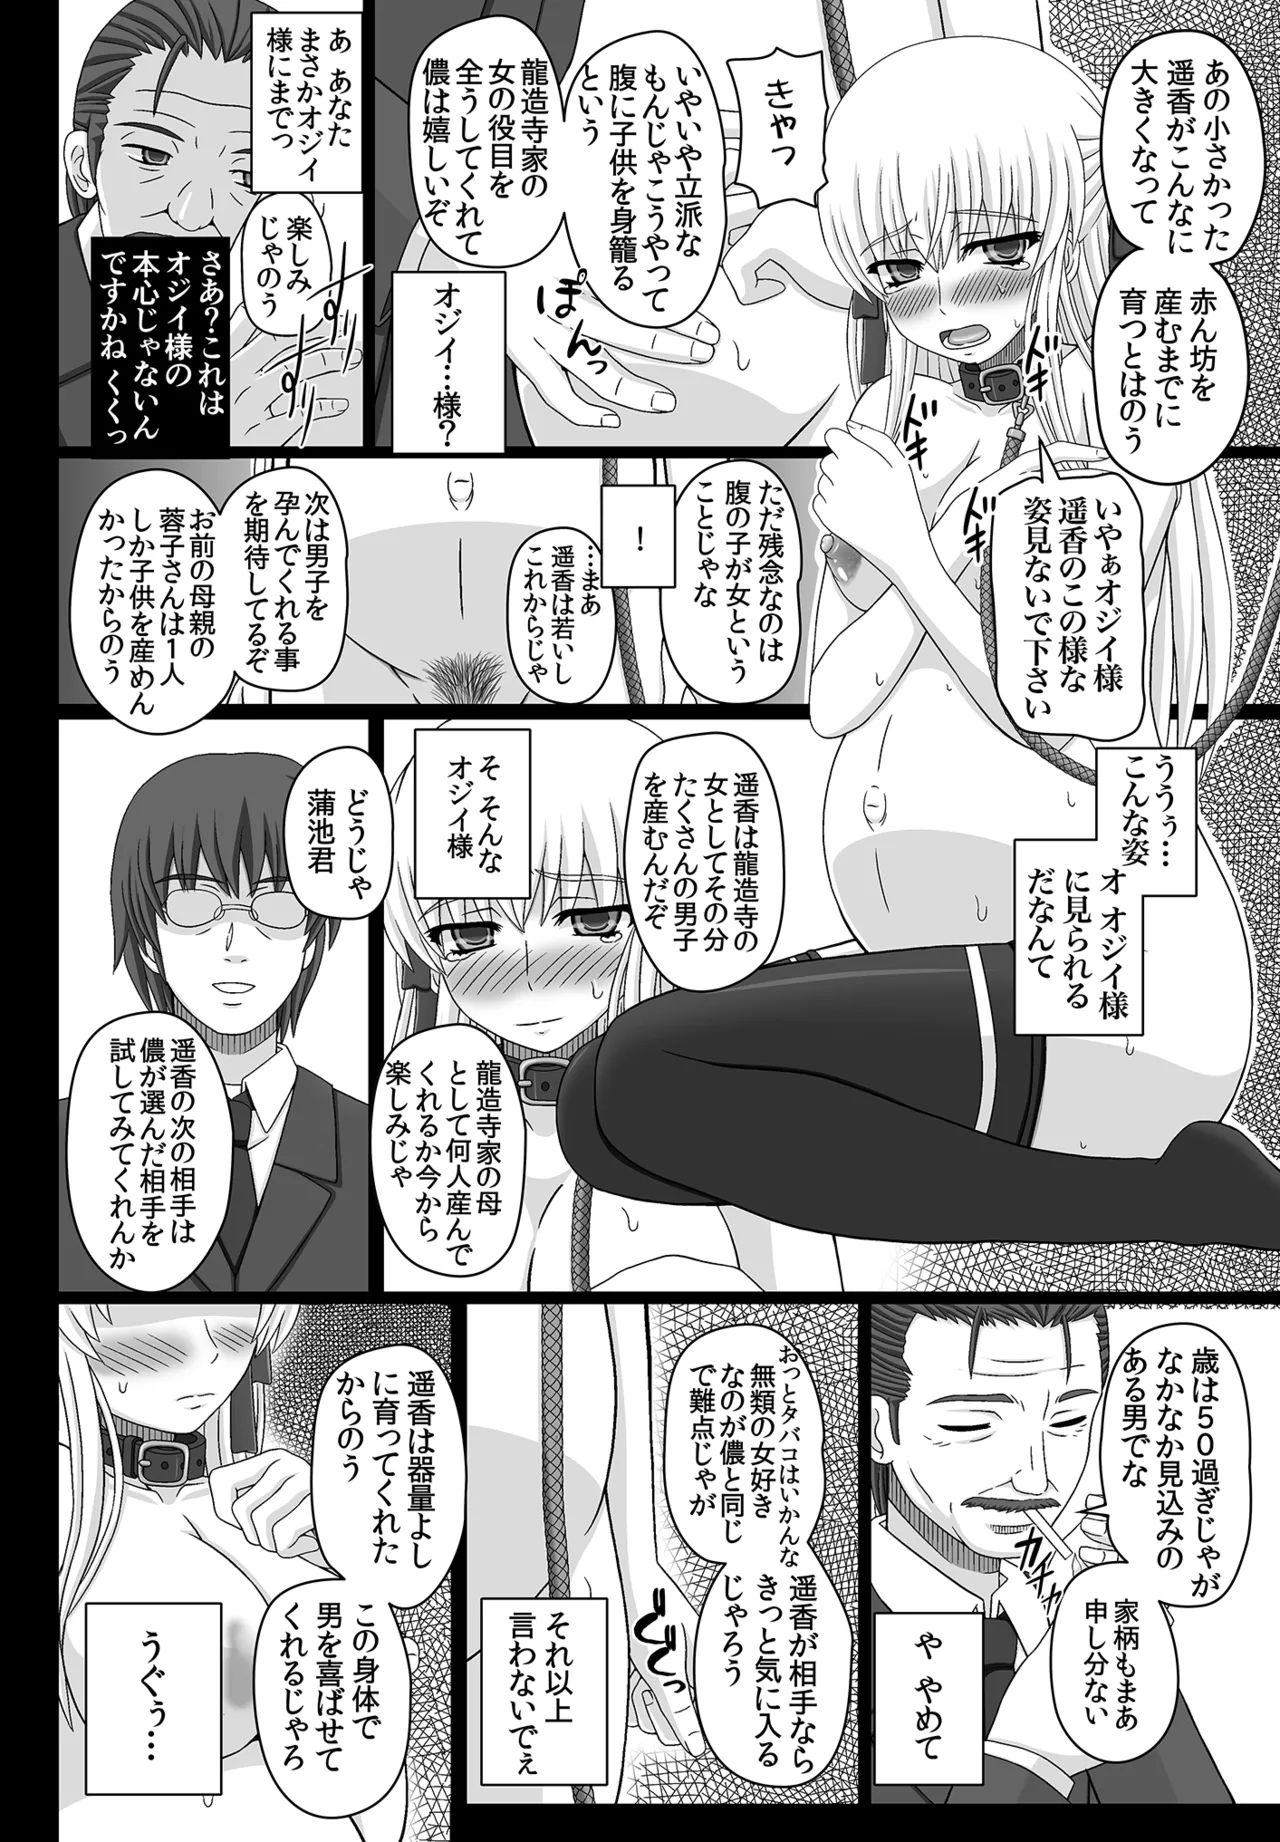 あの小さかった
遥香がこんなに
大きくなって
赤ん坊を
産むまでに
育つとはのう
きゃっ
いやぁオジイ様
遥香のこの様な
姿見ないで下さい
ドキ
ドキ
いやいや立派な
もんじゃこうやって
腹に子供を身籠る
という
龍造寺家の
女の役目を
全うしてくれて
儂は嬉しいぞ
ぽんっ
オジイ…様?
あ あなた
まさかオジイ
様にまでっ
楽しみ
じゃのう
さあ?これは
オジイ様の
本心じゃないん
ですかね くくっ
うぅぅ…
こんな姿
オ オジイ様
に見られる
だなんて
ただ残念なのは
腹の子が女という
ことじゃな
!
…まあ
遥香は若いし
これからじゃ
次は男子を
孕んでくれる事
を期待してるぞ
お前の母親の
蓉子さんは1人
しか子供を産めん
かったからのう
遥香は龍造寺の
女としてその分
たくさんの男子
を産むんだぞ
そ そんな
オジイ様
龍造寺家の母
として何人産んで
くれるか今から
楽しみじゃ
どうじゃ
蒲池君
遥香の次の相手は
儂が選んだ相手を
試してみてくれんか
歳は50過ぎじゃが
なかなか見込みの
ある男でな
家柄もまあ
申し分ない
や やめて
おっとタバコはいかんな
無類の女好き
なのが儂と同じ
で難点じゃが
遥香が相手なら
きっと気に入る
じゃろう
それ以上
言わないでぇ
遥香は器量よし
に育ってくれた
からのう
この身体で
男を喜ばせて
くれるじゃろ
うぐぅ…